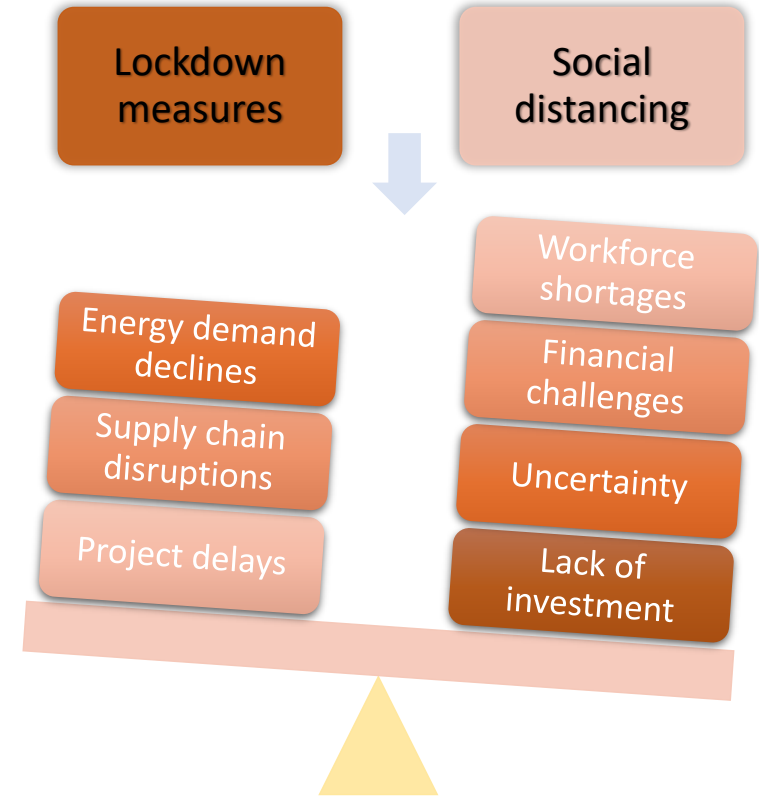 Lockdown
measures
Social
distancing
Energy demand
declines
Supply chain
disruptions
Project delays
Workforce
shortages
Financial
challenges
Uncertainty
Lack of
investment